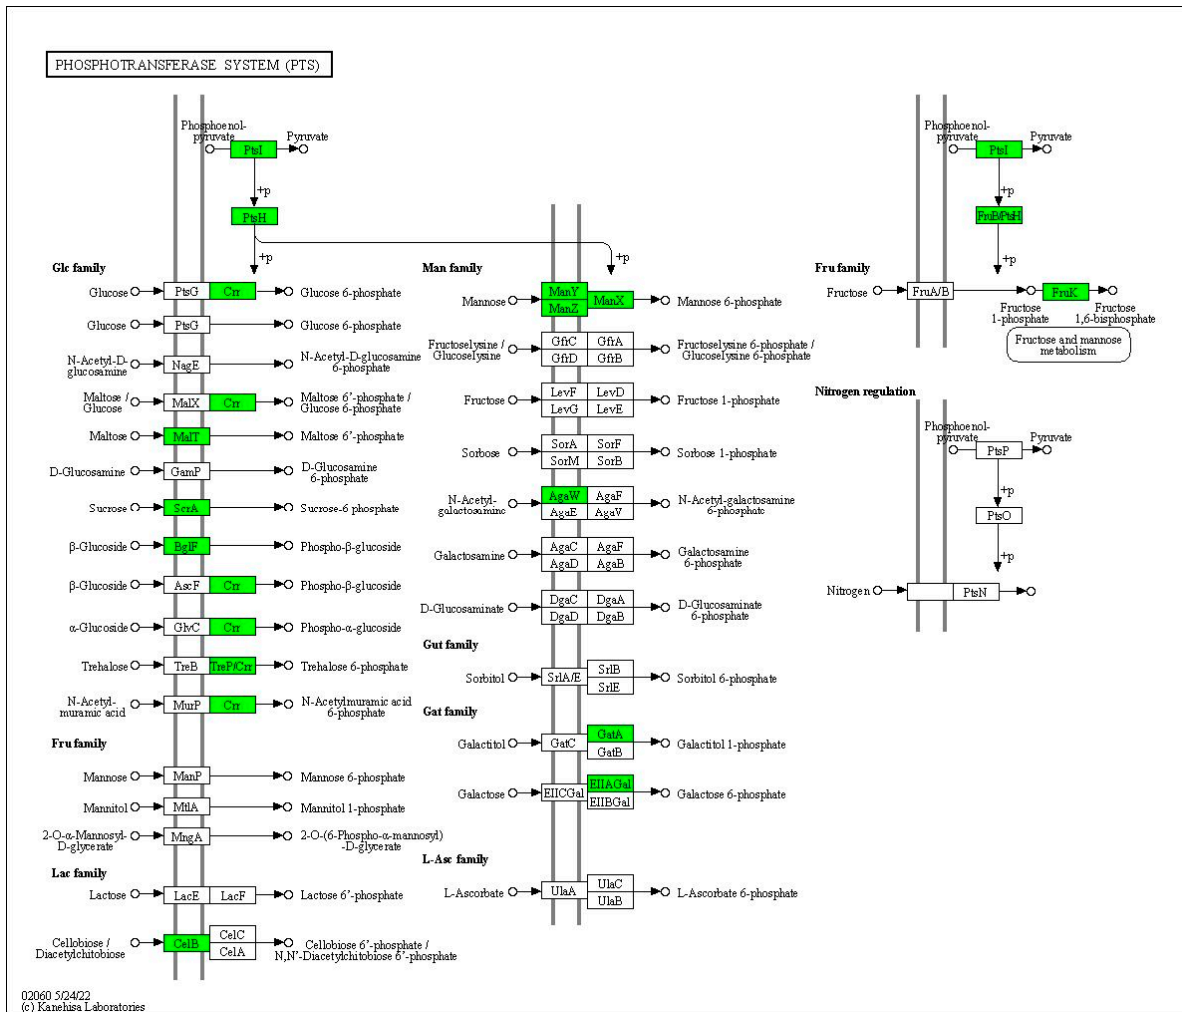 PHOSPHOTRANSFERASE SYSTEM (PTS)
Phosphoenol-
pyruvate
Pyruvate
PtsI
+p
PtsH
+p
+p
Glc family
Glucose
PtsG
Crr
Glucose 6-phosphate
Glucose
PtsG
Glucose 6-phosphate
N-Acetyl-D-
glucosamine
NagE
N-Acetyl-D-glucosamine
6-phosphate
Maltose /
Glucose
MalX
Crr
Maltose 6'-phosphate /
Glucose 6-phosphate
Maltose
MalT
Maltose 6'-phosphate
D-Glucosamine
GamP
D-Glucosamine
6-phosphate
Sucrose
ScrA
Sucrose-6 phosphate
β-Glucoside
BglF
Phospho-β-glucoside
β-Glucoside
AscF
Crr
Phospho-β-glucoside
α-Glucoside
GlvC
Crr
Phospho-α-glucoside
Trehalose
TreB
TreP/Crr
Trehalose 6-phosphate
N-Acetyl-
muramic acid
MurP
Crr
N-Acetylmuramic acid
6-phosphate
Fru family
Mannose
ManP
Mannose 6-phosphate
Mannitol
MtlA
Mannitol 1-phosphate
2-O-α-Mannosyl-
D-glycerate
MngA
2-O-(6-Phospho-α-mannosyl)
-D-glycerate
Lac family
Lactose
LacE
LacF
Lactose 6'-phosphate
Cellobiose /
Diacetylchitobiose
CelB
CelC
CelA
Cellobiose 6'-phosphate /
N,N'-Diacetylchitobiose 6'-phosphate
Man family
Mannose
ManY
ManZ
ManX
Mannose 6-phosphate
Fructoselysine /
Glucoselysine
GfrC
GfrA
GfrD
GfrB
Fructoselysine 6-phosphate /
Glucoselysine 6-phosphate
Fructose
LevF
LevD
LevG
LevE
Fructose 1-phosphate
Sorbose
SorA
SorF
SorM
SorB
Sorbose 1-phosphate
N-Acetyl-
galactosamine
AgaW
AgaF
AgaE
AgaV
N-Acetyl-galactosamine
6-phosphate
Galactosamine
AgaC
AgaF
AgaD
AgaB
Galactosamine
6-phosphate
D-Glucosaminate
DgaC
DgaA
DgaD
DgaB
D-Glucosaminate
6-phosphate
Gut family
Sorbitol
SrlA/E
SrlB
SrlE
Sorbitol 6-phosphate
Gat family
Galactitol
GatC
GatA
GatB
Galactitol 1-phosphate
Galactose
EIICGal
EIIAGal
EIIBGal
Galactose 6-phosphate
L-Asc family
L-Ascorbate
UlaA
UlaC
UlaB
L-Ascorbate 6-phosphate
Phosphoenol-
pyruvate
Pyruvate
PtsI
+p
FruB/PtsH
+p
Fru family
Fructose
FruA/B
Fructose
1-phosphate
FruK
Fructose
1,6-bisphosphate
Fructose and mannose
metabolism
Nitrogen regulation
Phosphoenol-
pyruvate
Pyruvate
PtsP
+p
PtsO
+p
Nitrogen
PtsN
02060 5/24/22
(c) Kanehisa Laboratories